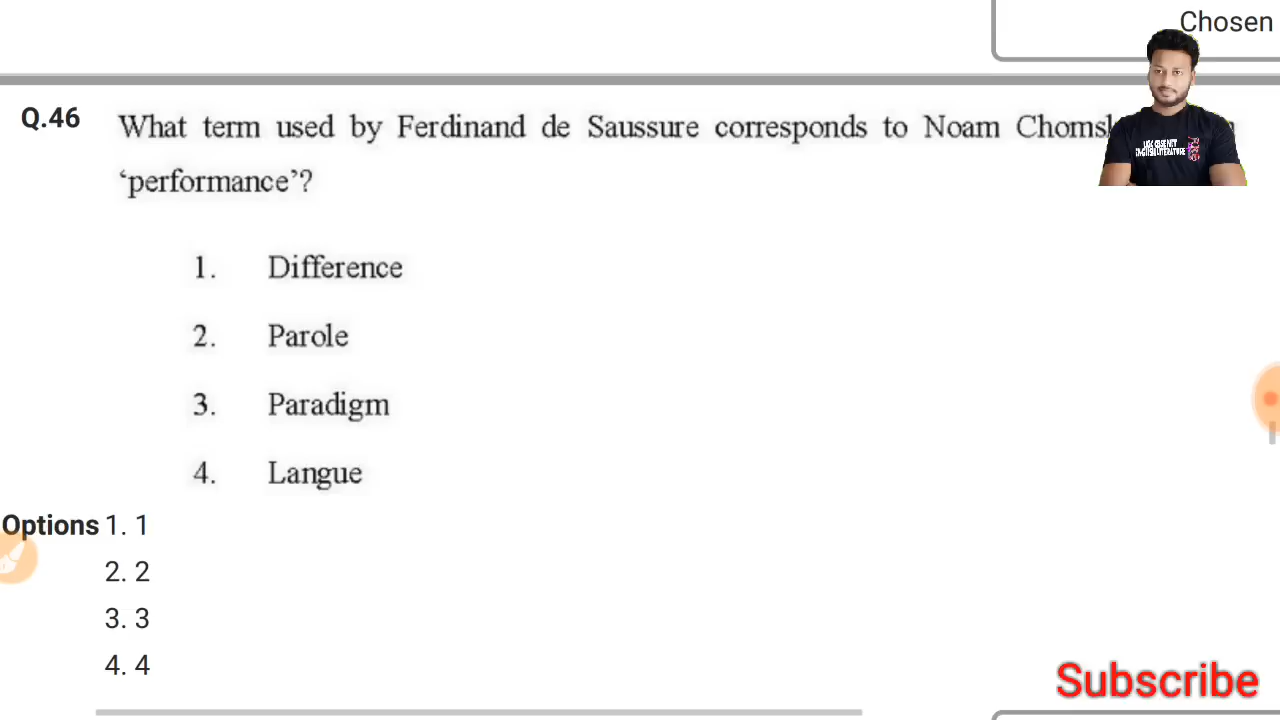 Chosen
Q.46 What term used by Ferdinand de Saussure corresponds to Noam
‘performance’?
1. Difference
2. Parole
3. Paradigm
4. Langue
Options 1. 1
2. 2
3. 3
4. 4
Subscribe